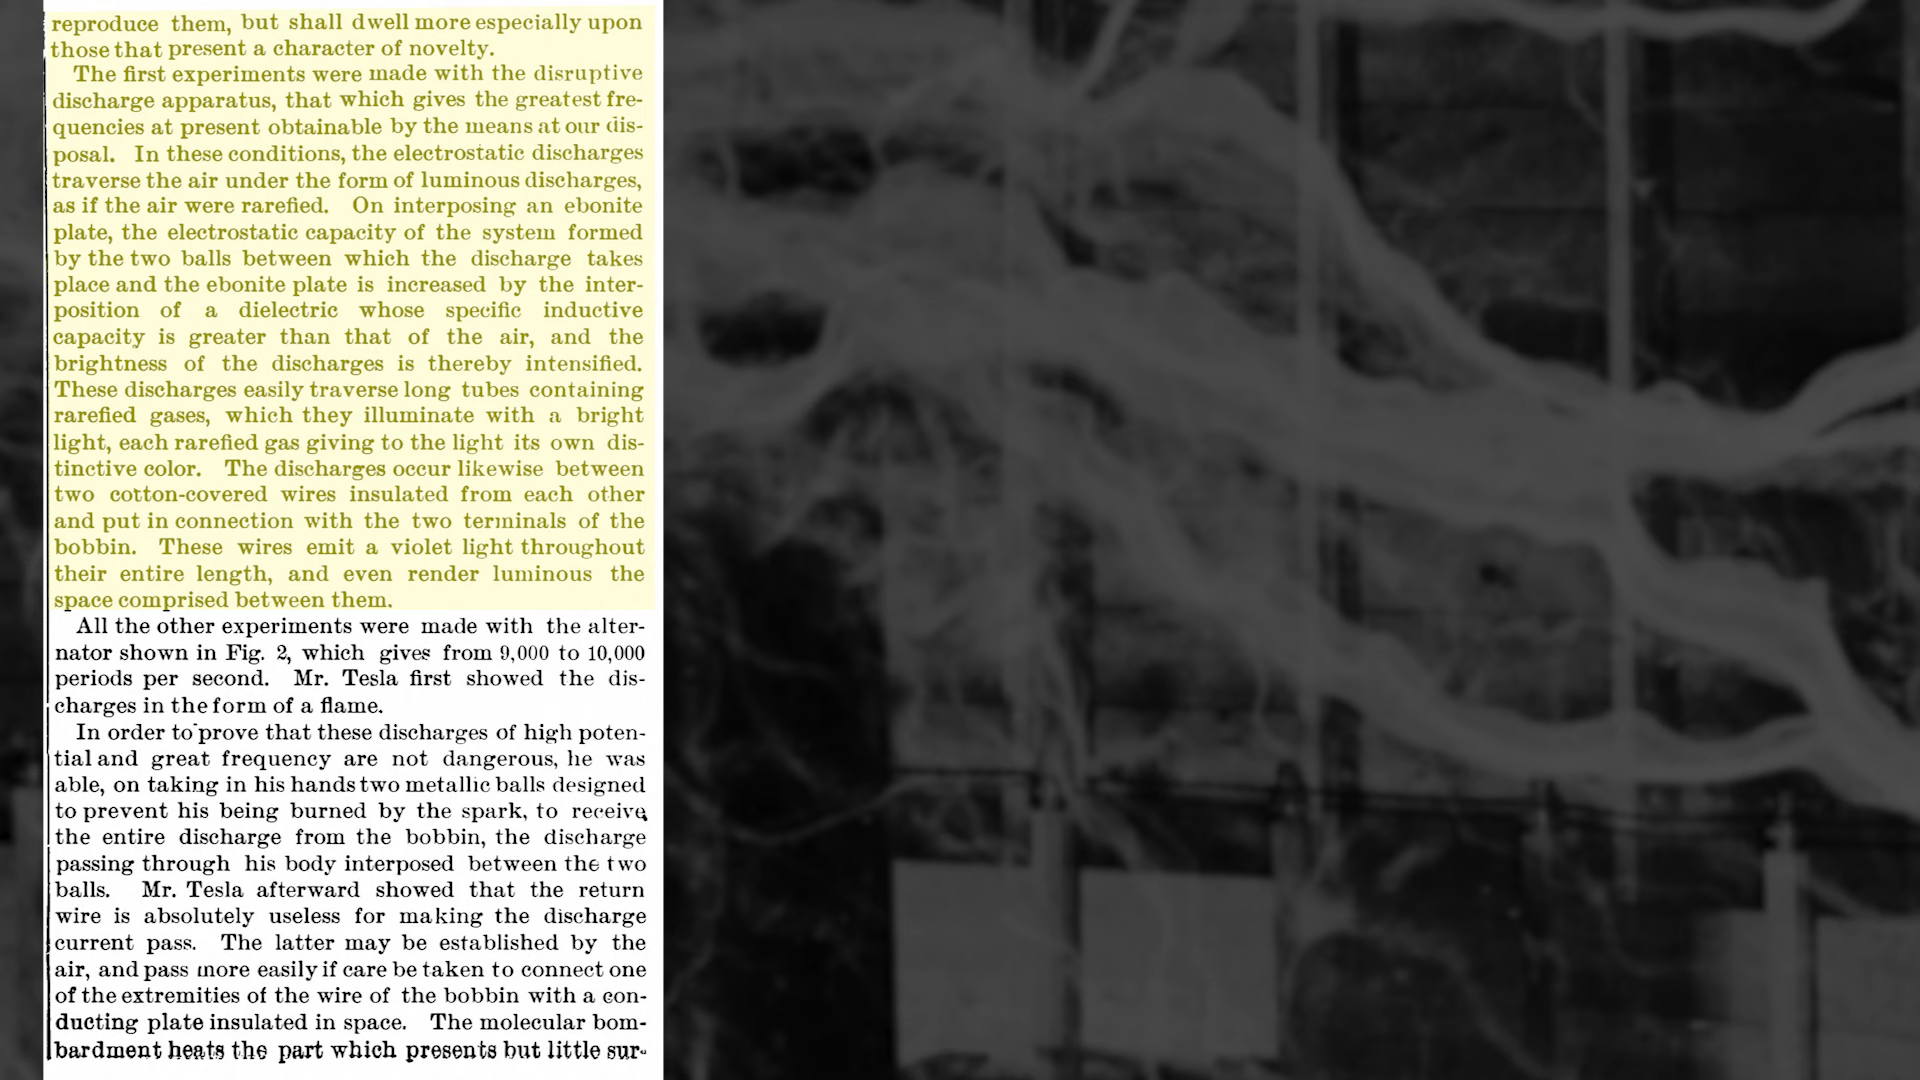 reproduce them, but shall dwell more especially upon
those that present a character of novelty.
The first experiments were made with the disruptive
discharge apparatus, that which gives the greatest fre-
quencies at present obtainable by the means at our dis-
posal. In these conditions, the electrostatic discharges
traverse the air under the form of luminous discharges,
as if the air were rarefied. On interposing an ebonite
plate, the electrostatic capacity of the system formed
by the two balls between which the discharge takes
place and the ebonite plate is increased by the inter-
position of a dielectric whose specific inductive
capacity is greater than that of the air, and the
brightness of the discharges is thereby intensified.
These discharges easily traverse long tubes containing
rarefied gases, which they illuminate with a bright
light, each rarefied gas giving to the light its own dis-
tinctive color. The discharges occur likewise between
two cotton-covered wires insulated from each other
and put in connection with the two terminals of the
bobbin. These wires emit a violet light throughout
their entire length, and even render luminous the
space comprised between them.
All the other experiments were made with the alter-
nator shown in Fig. 2, which gives from 9,000 to 10,000
periods per second. Mr. Tesla first showed the dis-
charges in the form of a flame.
In order to prove that these discharges of high poten-
tial and great frequency are not dangerous, he was
able, on taking in his hands two metallic balls designed
to prevent his being burned by the spark, to receive
the entire discharge from the bobbin, the discharge
passing through his body interposed between the two
balls. Mr. Tesla afterward showed that the return
wire is absolutely useless for making the discharge
current pass. The latter may be established by the
air, and pass more easily if care be taken to connect one
of the extremities of the wire of the bobbin with a con-
ducting plate insulated in space. The molecular bom-
bardment heats the part which presents but little sur-